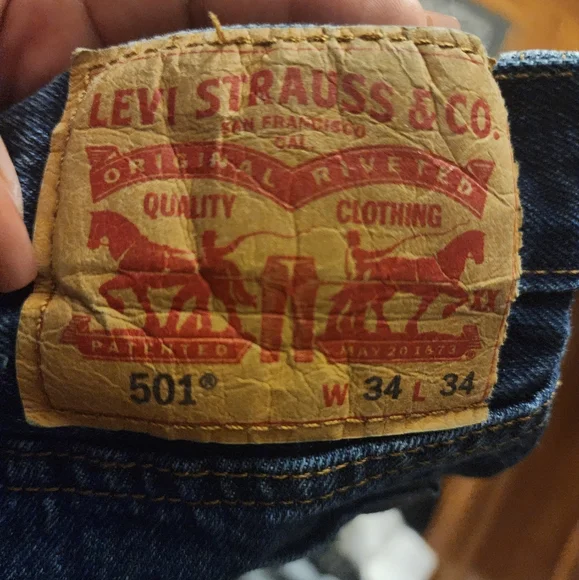 LEVI STRAUSS & CO.
SAN FRANCISCO
CAL.
ORIGINAL RIVETED
QUALITY CLOTHING
PATENTED MAY 20 1873
501® W 34 L 34